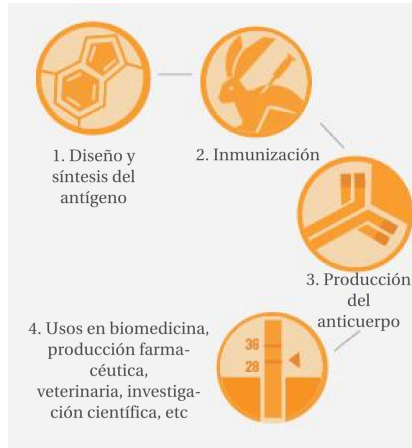 1. Diseño y
síntesis del
antígeno
2. Inmunización
3. Producción
del
anticuerpo
4. Usos en biomedicina,
producción farma-
céutica,
veterinaria, investiga-
ción científica, etc
36
28